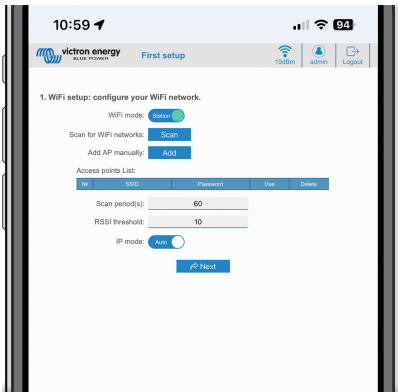 10:59
94
victron energy
BLUE POWER
First setup
19dBm
admin
Logout
1. WiFi setup: configure your WiFi network.
WiFi mode: Station
Scan for WiFi networks: Scan
Add AP manually: Add
Access points List:
Nr SSID Password Use Delete
Scan period(s): 60
RSSI threshold: 10
IP mode: Auto
Next